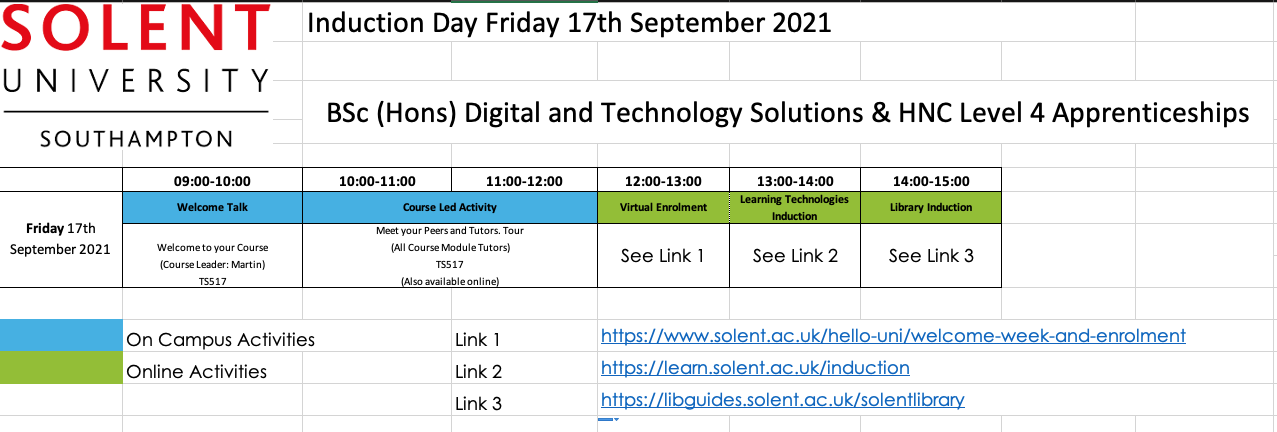 SOLENT
UNIVERSITY
SOUTHAMPTON
Induction Day Friday 17th September 2021
BSc (Hons) Digital and Technology Solutions & HNC Level 4 Apprenticeships
09:00-10:00 10:00-11:00 11:00-12:00 12:00-13:00 13:00-14:00 14:00-15:00
Friday 17th
September 2021
Welcome Talk
Welcome to your Course
(Course Leader: Martin)
TS517
Course Led Activity
Meet your Peers and Tutors. Tour
(All Course Module Tutors)
TS517
(Also available online)
Virtual Enrolment
See Link 1
Learning Technologies
Induction
See Link 2
Library Induction
See Link 3
On Campus Activities
Online Activities
Link 1 https://www.solent.ac.uk/hello-uni/welcome-week-and-enrolment
Link 2 https://learn.solent.ac.uk/induction
Link 3 https://libguides.solent.ac.uk/solentlibrary